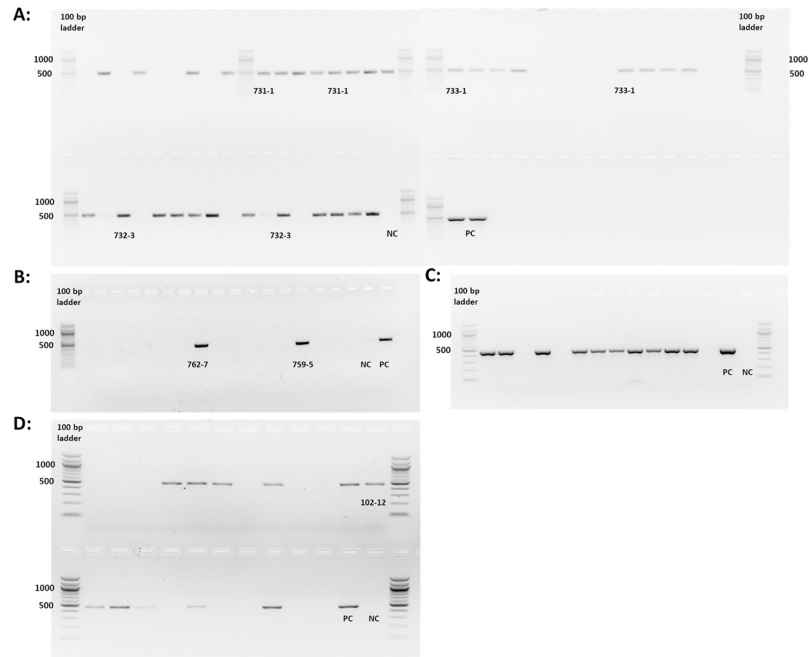 A:
100 bp
ladder
100 bp
ladder
1000
500
1000
500
731-1
731-1
733-1
733-1
1000
500
732-3
732-3
NC
PC
B:
100 bp
ladder
1000
500
762-7
759-5
NC
PC
C:
100 bp
ladder
1000
500
PC
NC
D:
100 bp
ladder
1000
500
102-12
1000
500
PC
NC